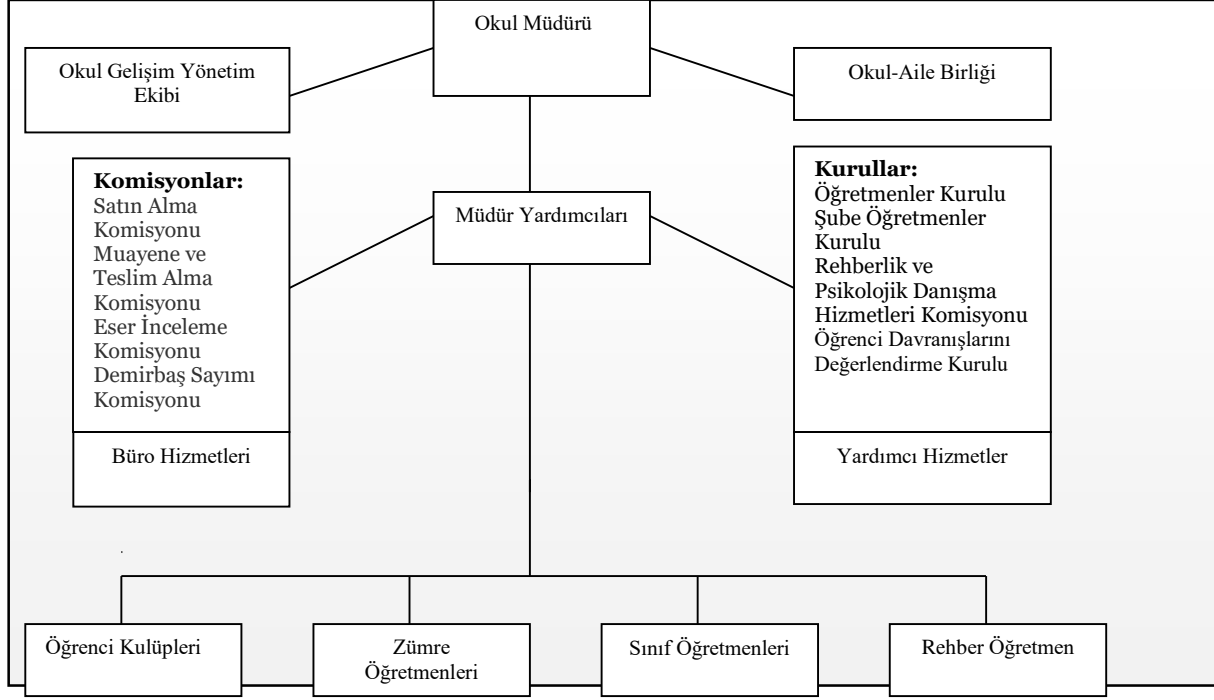 Okul Müdürü
Okul Gelişim Yönetim
Ekibi
Okul-Aile Birliği
Komisyonlar:
Satın Alma
Komisyonu
Muayene ve
Teslim Alma
Komisyonu
Eser İnceleme
Komisyonu
Demirbaş Sayımı
Komisyonu
Büro Hizmetleri
Müdür Yardımcıları
Kurullar:
Öğretmenler Kurulu
Şube Öğretmenler
Kurulu
Rehberlik ve
Psikolojik Danışma
Hizmetleri Komisyonu
Öğrenci Davranışlarını
Değerlendirme Kurulu
Yardımcı Hizmetler
Öğrenci Kulüpleri
Zümre
Öğretmenleri
Sınıf Öğretmenleri
Rehber Öğretmen